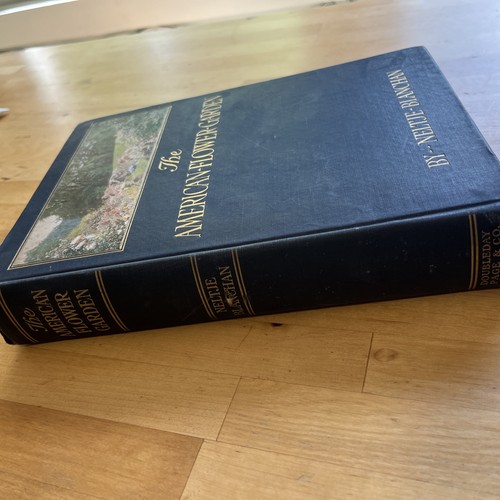 The
AMERICAN·FLOWER·GARDEN
BY·NELTJE·BLANCHAN
The
AMERICAN
FLOWER
GARDEN
NELTJE
BLANCHAN
DOUBLEDAY
PAGE & CO.